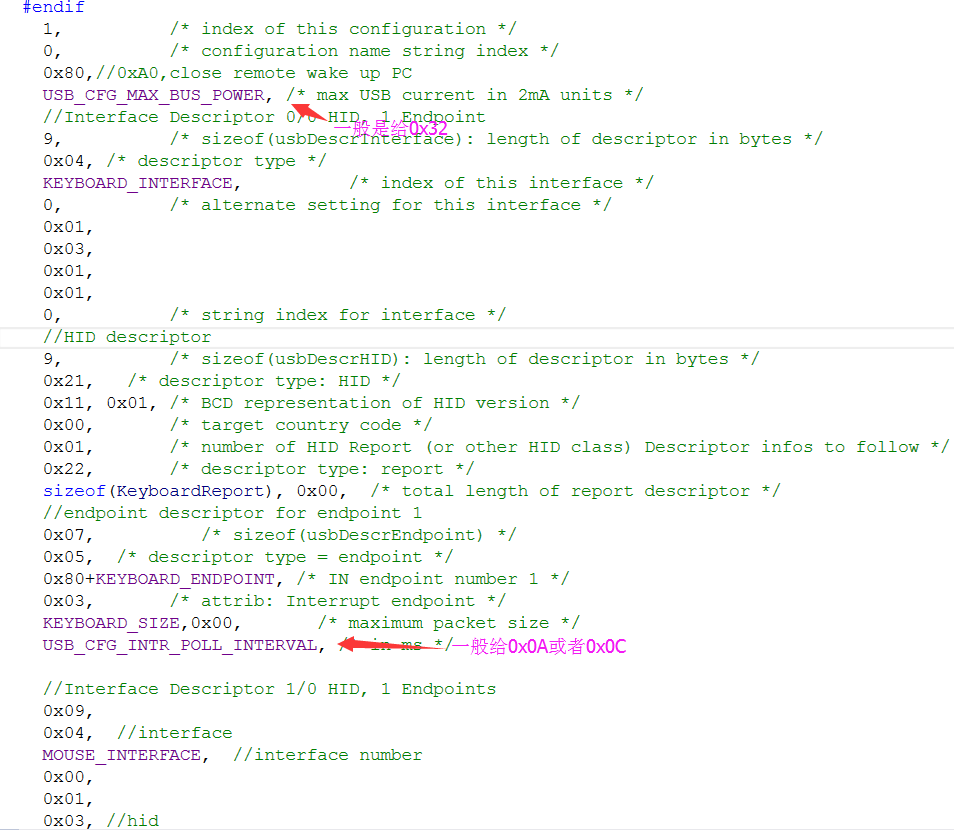 #endif
1,          /* index of this configuration */
0,          /* configuration name string index */
0x80,//0xA0,close remote wake up PC
USB_CFG_MAX_BUS_POWER, /* max USB current in 2mA units */
//Interface Descriptor 0/0 HID, 1 Endpoint
一般是给0x32
9,          /* sizeof(usbDescrInterface): length of descriptor in bytes */
0x04, /* descriptor type */
KEYBOARD_INTERFACE,          /* index of this interface */
0,          /* alternate setting for this interface */
0x01,
0x03,
0x01,
0x01,
0,          /* string index for interface */
//HID descriptor
9,          /* sizeof(usbDescrHID): length of descriptor in bytes */
0x21,   /* descriptor type: HID */
0x11, 0x01, /* BCD representation of HID version */
0x00,       /* target country code */
0x01,       /* number of HID Report (or other HID class) Descriptor infos to follow */
0x22,       /* descriptor type: report */
sizeof(KeyboardReport), 0x00,  /* total length of report descriptor */
//endpoint descriptor for endpoint 1
0x07,          /* sizeof(usbDescrEndpoint) */
0x05,  /* descriptor type = endpoint */
0x80+KEYBOARD_ENDPOINT, /* IN endpoint number 1 */
0x03,       /* attrib: Interrupt endpoint */
KEYBOARD_SIZE,0x00,       /* maximum packet size */
USB_CFG_INTR_POLL_INTERVAL, /* in ms */ 一般给0x0A或者0x0C
//Interface Descriptor 1/0 HID, 1 Endpoints
0x09,
0x04,  //interface
MOUSE_INTERFACE,  //interface number
0x00,
0x01,
0x03, //hid